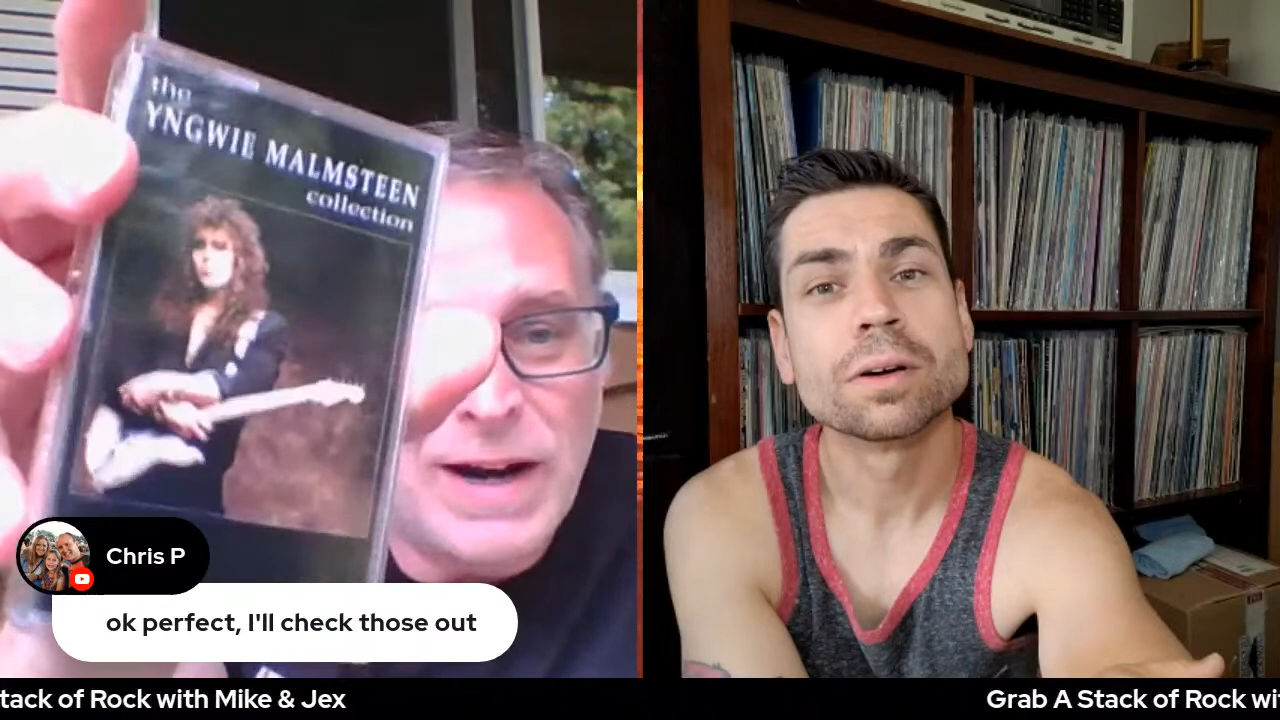 the
YNGWIE MALMSTEEN
collection
Chris P
ok perfect, I'll check those out
tack of Rock with Mike & Jex
Grab A Stack of Rock wit